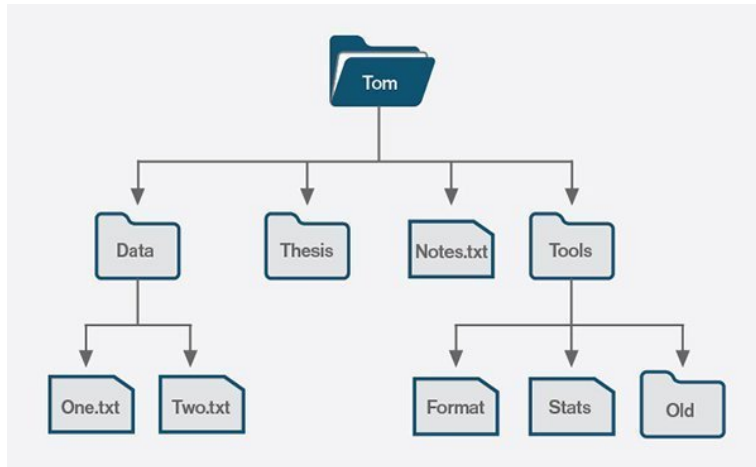 Tom
Data
Thesis
Notes.txt
Tools
One.txt
Two.txt
Format
Stats
Old